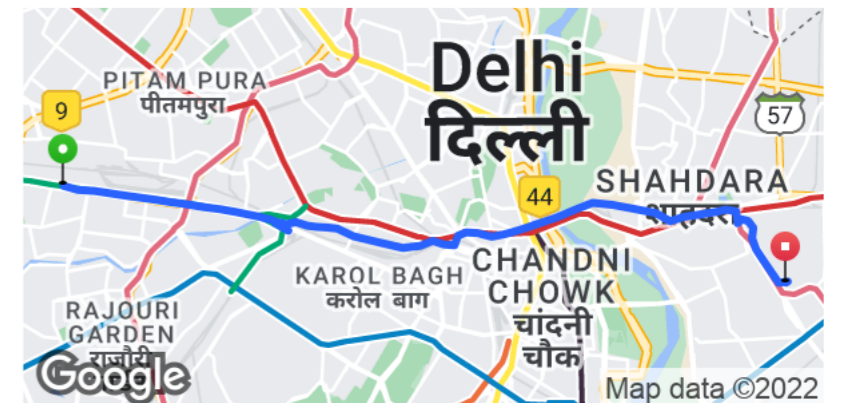 Delhi
दिल्ली
PITAM PURA
पीतमपुरा
9
57
44
SHAHDARA
शाहदरा
KAROL BAGH
करोल बाग
CHANDNI
CHOWK
चांदनी
चौक
RAJOURI
GARDEN
राजौरी
Google
Map data ©2022